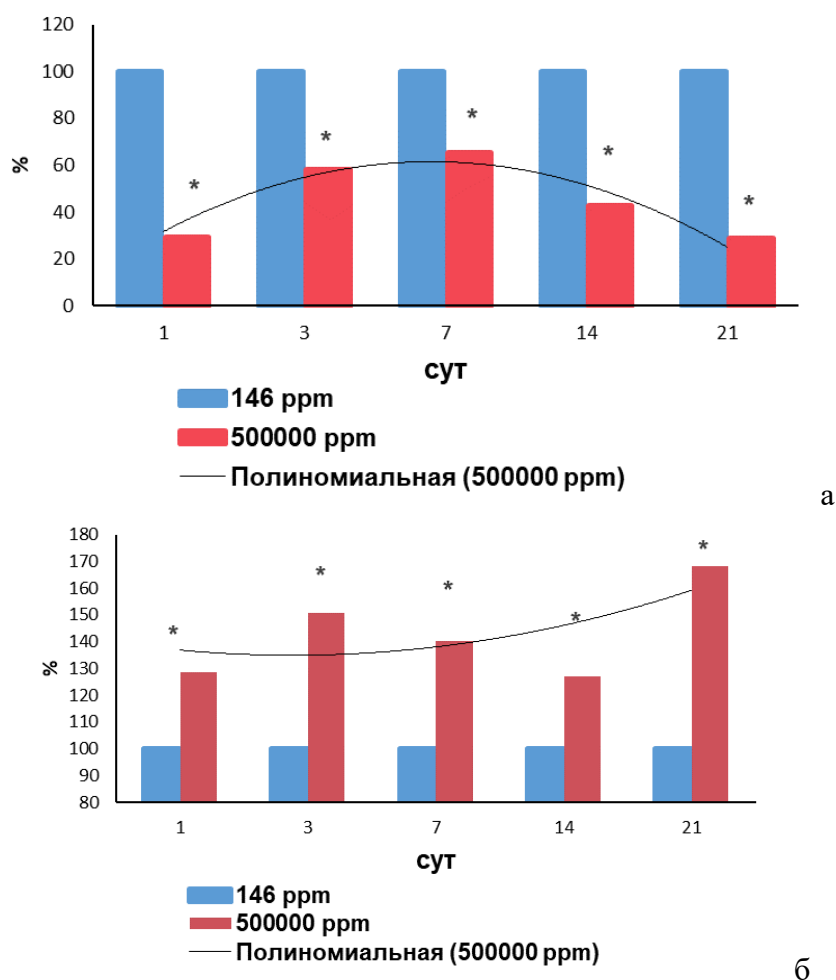 120
100
80
60
40
20
0
%
* * * * *
1 3 7 14 21
сут
146 ppm
500000 ppm
Полиномиальная (500000 ppm)
а
180
170
160
150
140
130
120
110
100
90
80
%
* * * * *
1 3 7 14 21
сут
146 ppm
500000 ppm
Полиномиальная (500000 ppm)
б